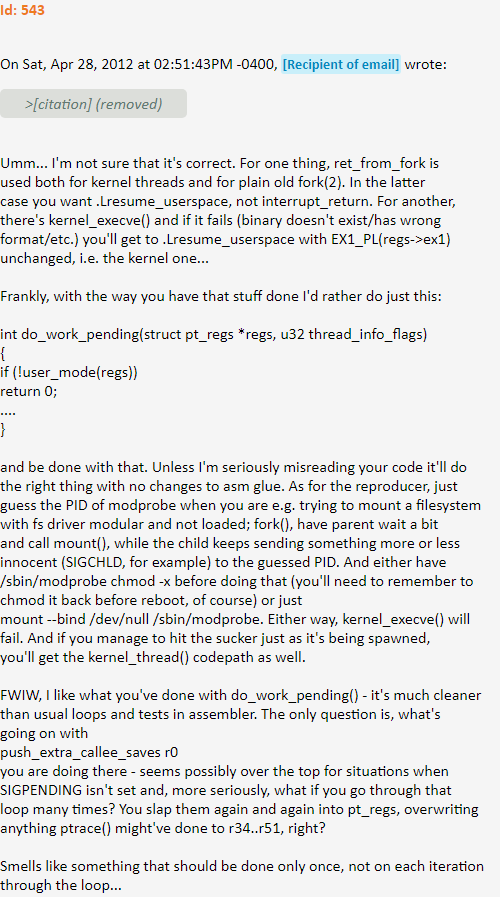 Id: 543
On Sat, Apr 28, 2012 at 02:51:43PM -0400, [Recipient of email] wrote:
>[citation] (removed)
Umm... I'm not sure that it's correct. For one thing, ret_from_fork is
used both for kernel threads and for plain old fork(2). In the latter
case you want .Lresume_userspace, not interrupt_return. For another,
there's kernel_execve() and if it fails (binary doesn't exist/has wrong
format/etc.) you'll get to .Lresume_userspace with EX1_PL(regs->ex1)
unchanged, i.e. the kernel one...
Frankly, with the way you have that stuff done I'd rather do just this:
int do_work_pending(struct pt_regs *regs, u32 thread_info_flags)
{
if (!user_mode(regs))
return 0;
....
}
and be done with that. Unless I'm seriously misreading your code it'll do
the right thing with no changes to asm glue. As for the reproducer, just
guess the PID of modprobe when you are e.g. trying to mount a filesystem
with fs driver modular and not loaded; fork(), have parent wait a bit
and call mount(), while the child keeps sending something more or less
innocent (SIGCHLD, for example) to the guessed PID. And either have
/sbin/modprobe chmod -x before doing that (you'll need to remember to
chmod it back before reboot, of course) or just
mount --bind /dev/null /sbin/modprobe. Either way, kernel_execve() will
fail. And if you manage to hit the sucker just as it's being spawned,
you'll get the kernel_thread() codepath as well.
FWIW, I like what you've done with do_work_pending() - it's much cleaner
than usual loops and tests in assembler. The only question is, what's
going on with
push_extra_callee_saves r0
you are doing there - seems possibly over the top for situations when
SIGPENDING isn't set and, more seriously, what if you go through that
loop many times? You slap them again and again into pt_regs, overwriting
anything ptrace() might've done to r34..r51, right?
Smells like something that should be done only once, not on each iteration
through the loop...